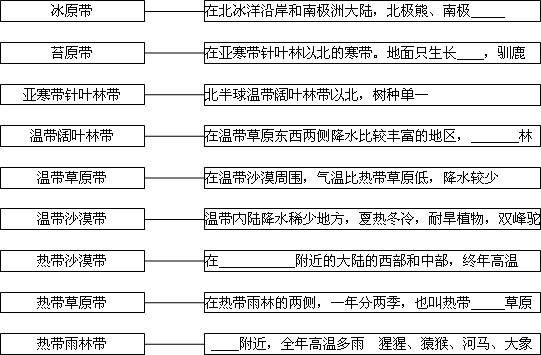 冰原带 在北冰洋沿岸和南极洲大陆，北极熊、南极_____
苔原带 在亚寒带针叶林以北的寒带。地面只生长____，驯鹿
亚寒带针叶林带 北半球温带阔叶林带以北，树种单一
温带阔叶林带 在温带草原东西两侧降水比较丰富的地区，_______林
温带草原带 在温带沙漠周围，气温比热带草原低，降水较少
温带沙漠带 温带内陆降水稀少地方，夏热冬冷，耐旱植物，双峰驼
热带沙漠带 在___________附近的大陆的西部和中部，终年高温
热带草原带 在热带雨林的两侧，一年分两季，也叫热带_____草原
热带雨林带 ____附近，全年高温多雨 猩猩、猿猴、河马、大象